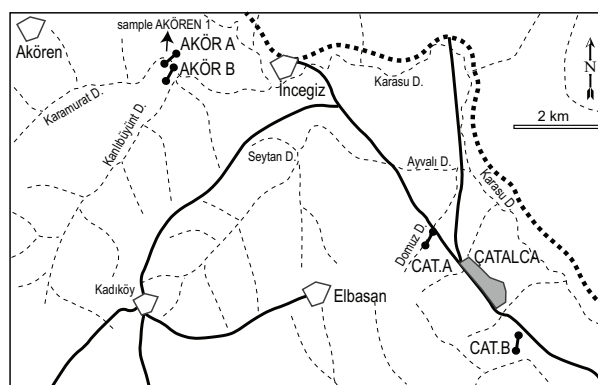 sample AKÖREN 1
Akören
AKÖR A
AKÖR B
İncegiz
Karasu D.
N
2 km
Karamurat D.
Kanlıbüyünt D.
Seytan D.
Ayvalı D.
Karasu D.
Domuz D.
ÇATALCA
CAT.A
Kadıköy
Elbasan
CAT.B